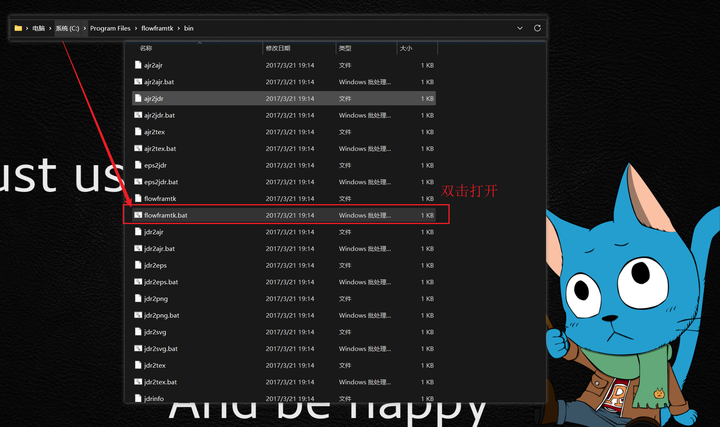 电脑 › 系统 (C:) › Program Files › flowframtk › bin
名称 修改日期 类型 大小
ajr2ajr 2017/3/21 19:14 文件 1 KB
ajr2ajr.bat 2017/3/21 19:14 Windows 批处理... 1 KB
ajr2jdr 2017/3/21 19:14 文件 1 KB
ajr2jdr.bat 2017/3/21 19:14 Windows 批处理... 1 KB
ajr2tex 2017/3/21 19:14 文件 1 KB
ajr2tex.bat 2017/3/21 19:14 Windows 批处理... 1 KB
eps2jdr 2017/3/21 19:14 文件 1 KB
eps2jdr.bat 2017/3/21 19:14 Windows 批处理... 1 KB
flowframtk 2017/3/21 19:14 文件 1 KB
flowframtk.bat 2017/3/21 19:14 Windows 批处理... 1 KB
jdr2ajr 2017/3/21 19:14 文件 1 KB
jdr2ajr.bat 2017/3/21 19:14 Windows 批处理... 1 KB
jdr2eps 2017/3/21 19:14 文件 1 KB
jdr2eps.bat 2017/3/21 19:14 Windows 批处理... 1 KB
jdr2png 2017/3/21 19:14 文件 1 KB
jdr2png.bat 2017/3/21 19:14 Windows 批处理... 1 KB
jdr2svg 2017/3/21 19:14 文件 1 KB
jdr2svg.bat 2017/3/21 19:14 Windows 批处理... 1 KB
jdr2tex 2017/3/21 19:14 文件 1 KB
jdr2tex.bat 2017/3/21 19:14 Windows 批处理... 1 KB
jdrinfo 2017/3/21 19:14 文件 1 KB
双击打开
ust us
And be happy